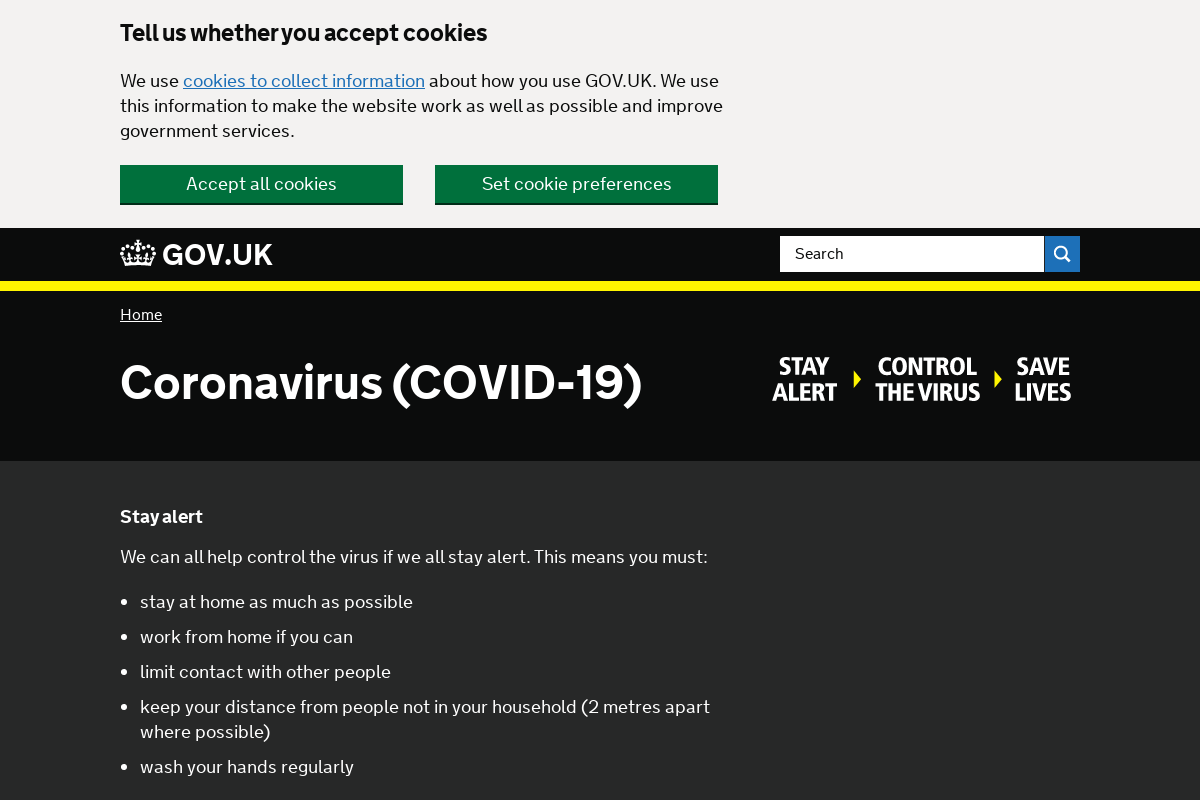 Tell us whether you accept cookies
We use cookies to collect information about how you use GOV.UK. We use
this information to make the website work as well as possible and improve
government services.
Accept all cookies
Set cookie preferences
GOV.UK
Search
Home
Coronavirus (COVID-19)
STAY ALERT
CONTROL THE VIRUS
SAVE LIVES
Stay alert
We can all help control the virus if we all stay alert. This means you must:
stay at home as much as possible
work from home if you can
limit contact with other people
keep your distance from people not in your household (2 metres apart
where possible)
wash your hands regularly